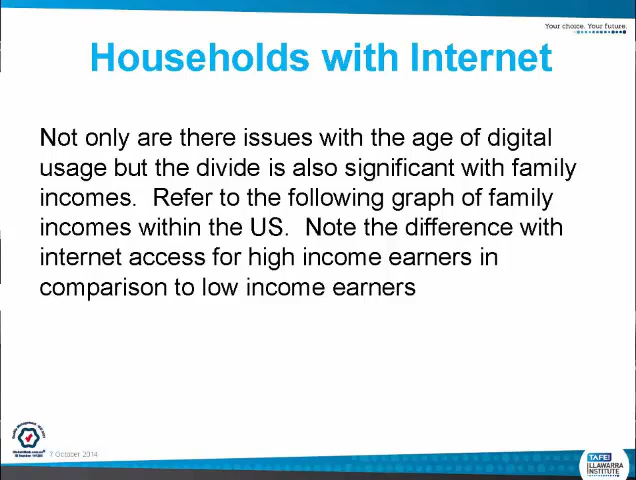 Your choice. Your future.
Households with Internet
Not only are there issues with the age of digital
usage but the divide is also significant with family
incomes.  Refer to the following graph of family
incomes within the US.  Note the difference with
internet access for high income earners in
comparison to low income earners
7 October 2014
TAFE
ILLAWARRA
INSTITUTE